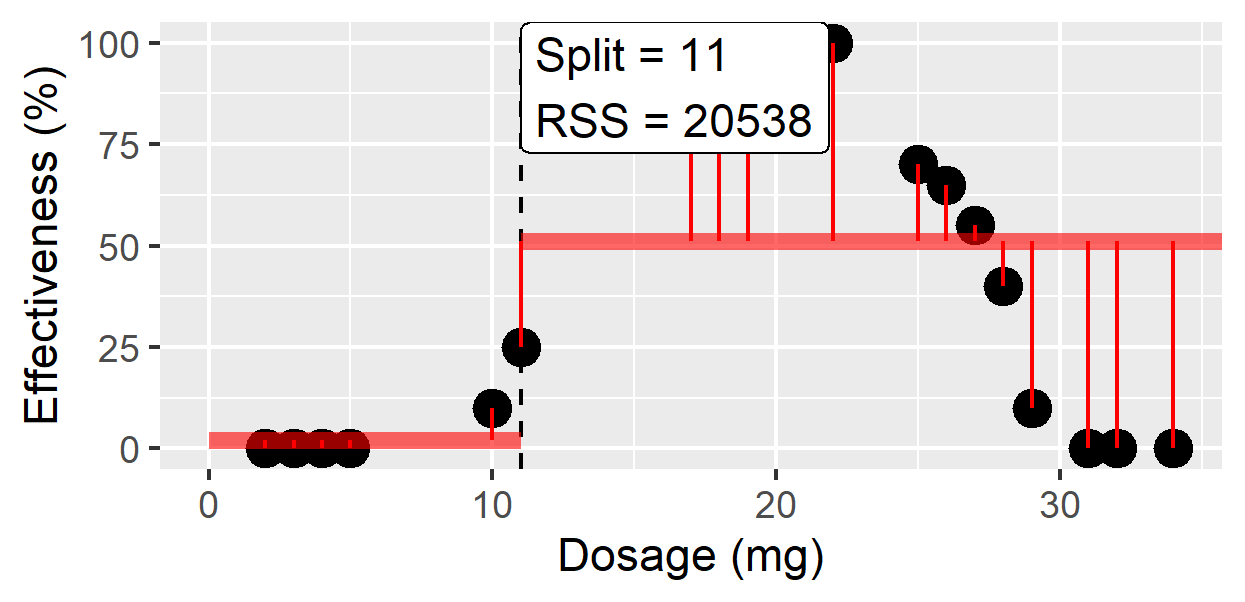 Split = 11
RSS = 20538
100
75
50
25
0
Effectiveness (%)
0 10 20 30
Dosage (mg)